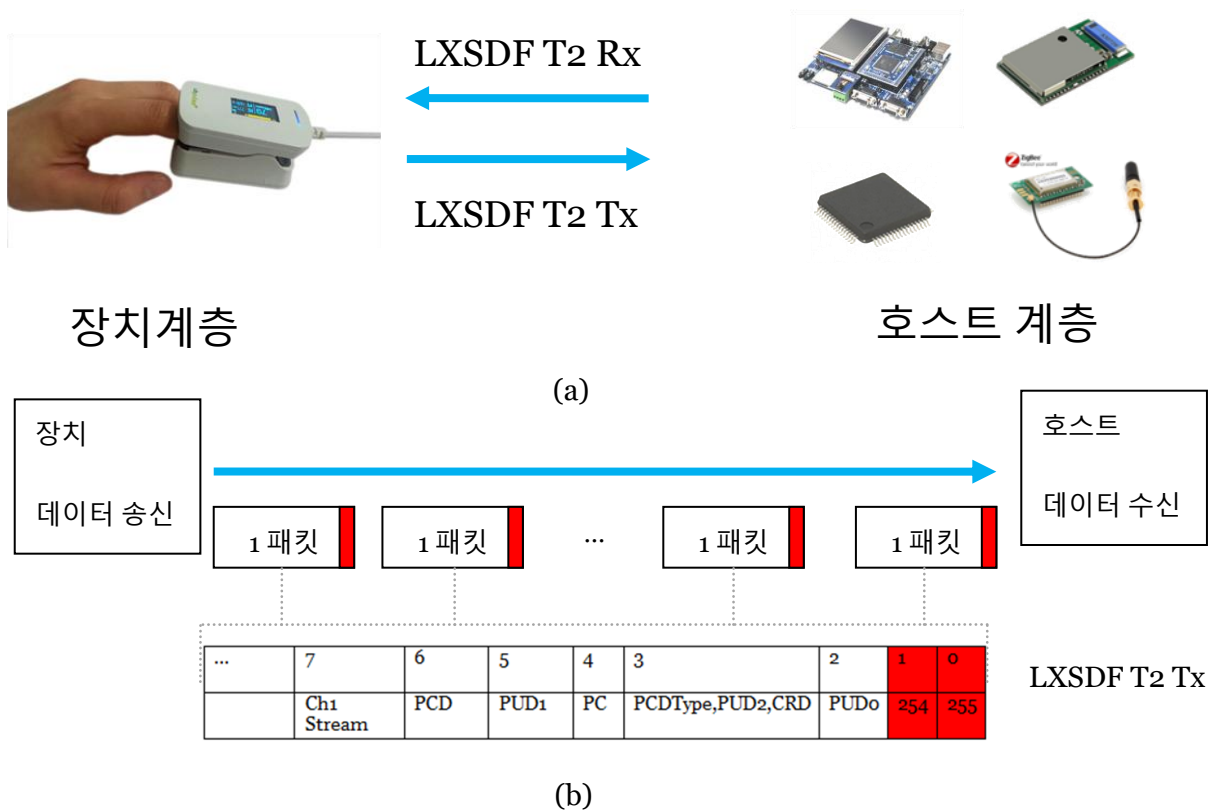 LXSDF T2 Rx
LXSDF T2 Tx
ZigBee
장치계층
호스트 계층
(a)
장치
데이터 송신
호스트
데이터 수신
1 패킷
1 패킷
...
1 패킷
1 패킷
... 7 6 5 4 3 2 1 0
Ch1 PCD PUD1 PC PCDType,PUD2,CRD PUD0 254 255
Stream
LXSDF T2 Tx
(b)